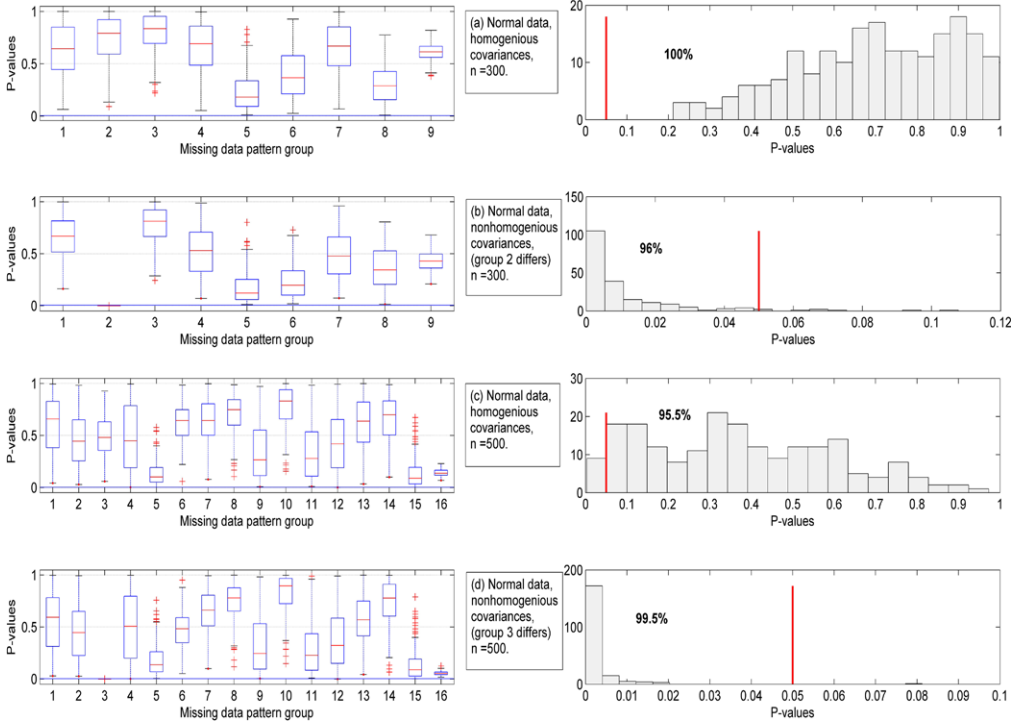 P-values
1
0.5
0
1 2 3 4 5 6 7 8 9
Missing data pattern group
(a) Normal data,
homogenious
covariances,
n =300.
20
15
10
5
0
100%
0 0.1 0.2 0.3 0.4 0.5 0.6 0.7 0.8 0.9 1
P-values
P-values
1
0.5
0
1 2 3 4 5 6 7 8 9
Missing data pattern group
(b) Normal data,
nonhomogenious
covariances,
(group 2 differs)
n =300.
150
100
50
0
96%
0 0.02 0.04 0.06 0.08 0.1 0.12
P-values
P-values
1
0.5
0
1 2 3 4 5 6 7 8 9 10 11 12 13 14 15 16
Missing data pattern group
(c) Normal data,
homogenious
covariances,
n =500.
30
20
10
0
95.5%
0 0.1 0.2 0.3 0.4 0.5 0.6 0.7 0.8 0.9 1
P-values
P-values
1
0.5
0
1 2 3 4 5 6 7 8 9 10 11 12 13 14 15 16
Missing data pattern group
(d) Normal data,
nonhomogenious
covariances,
(group 3 differs)
n =500.
200
100
0
99.5%
0 0.01 0.02 0.03 0.04 0.05 0.06 0.07 0.08 0.09 0.1
P-values